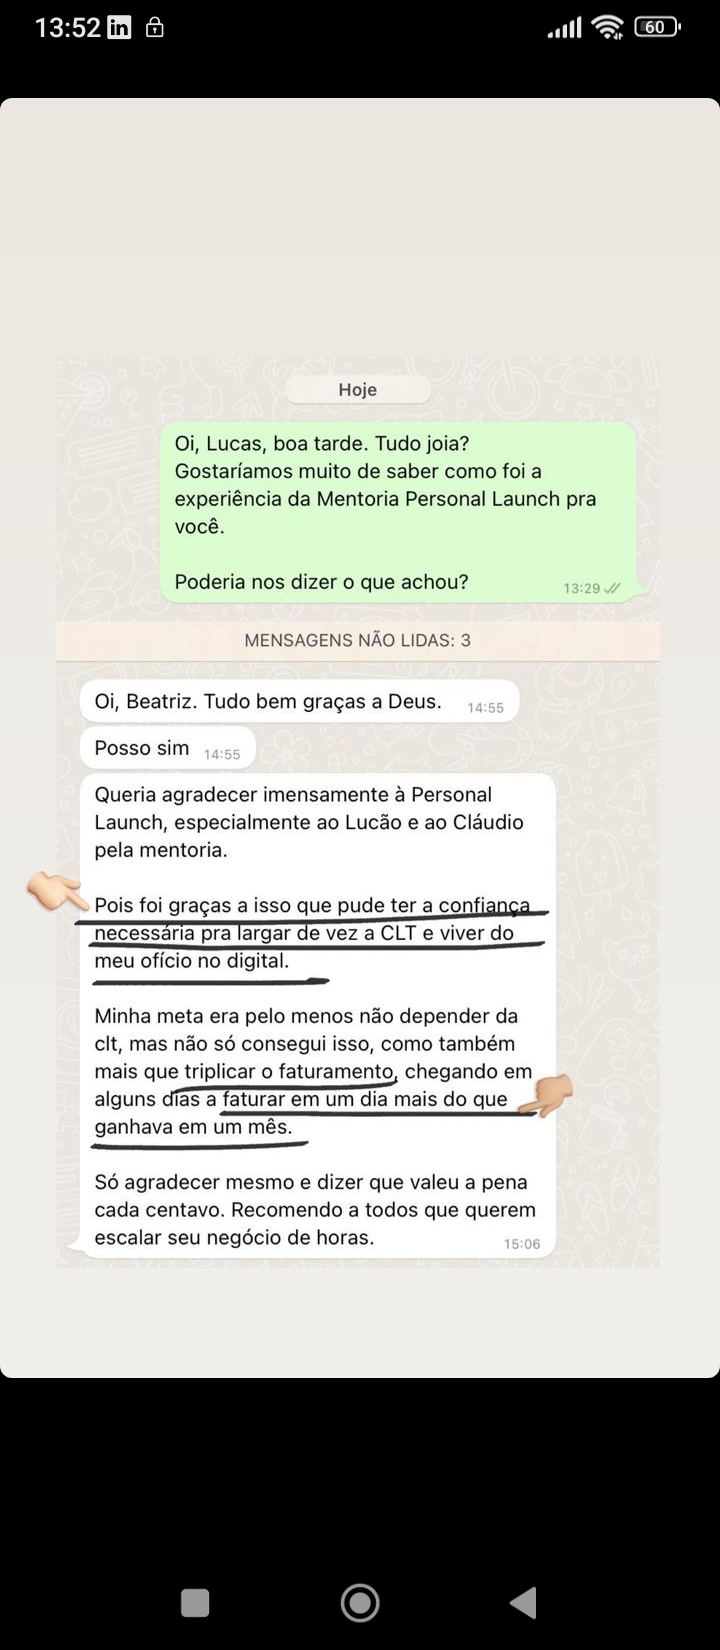 13:52
in
60
Hoje
Oi, Lucas, boa tarde. Tudo joia?
Gostaríamos muito de saber como foi a
experiência da Mentoria Personal Launch pra
você.
Poderia nos dizer o que achou?
13:29
MENSAGENS NÃO LIDAS: 3
Oi, Beatriz. Tudo bem graças a Deus.
14:55
Posso sim
14:55
Queria agradecer imensamente à Personal
Launch, especialmente ao Lucão e ao Cláudio
pela mentoria.
Pois foi graças a isso que pude ter a confiança
necessária pra largar de vez a CLT e viver do
meu ofício no digital.
Minha meta era pelo menos não depender da
clt, mas não só consegui isso, como também
mais que triplicar o faturamento, chegando em
alguns dias a faturar em um dia mais do que
ganhava em um mês.
Só agradecer mesmo e dizer que valeu a pena
cada centavo. Recomendo a todos que querem
escalar seu negócio de horas.
15:06